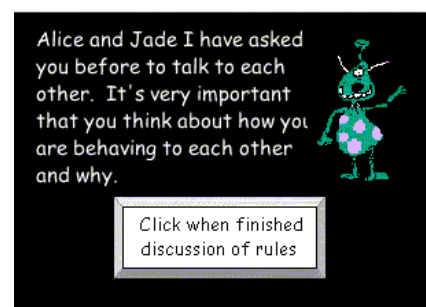 Alice and Jade I have asked
you before to talk to each
other. It's very important
that you think about how you
are behaving to each other
and why.
Click when finished
discussion of rules